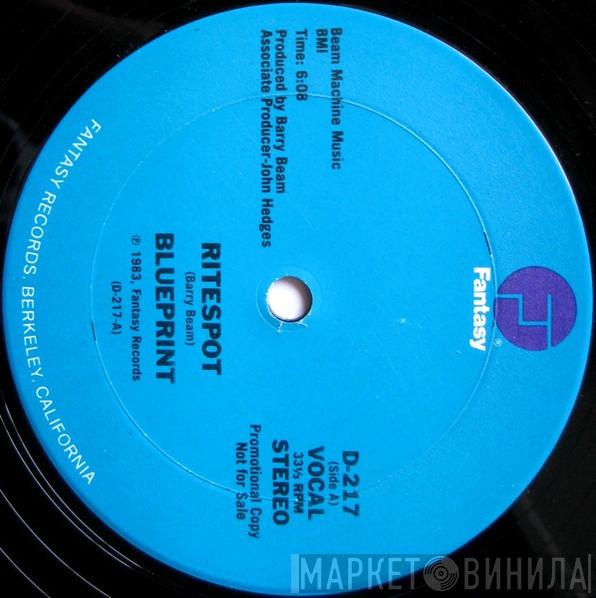 Fantasy®
Beam Machine Music
BMI
Time: 6:08
Produced by Barry Beam
Associate Producer-John Hedges
D-217
(Side A)
VOCAL
33⅓ RPM
STEREO
Promotional Copy
Not for Sale
RITESPOT
(Barry Beam)
BLUEPRINT
℗ 1983, Fantasy Records
(D-217-A)
FANTASY RECORDS, BERKELEY, CALIFORNIA
МАРКЕТ ВИНИЛА